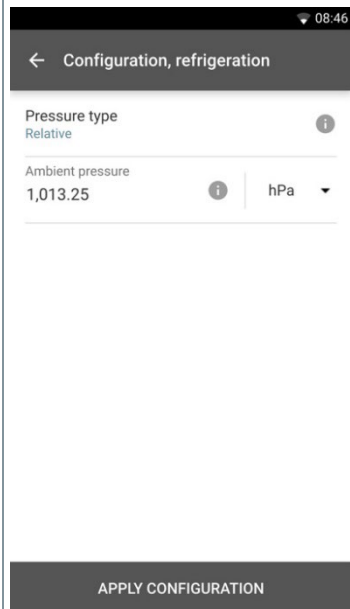 08:46
← Configuration, refrigeration
Pressure type
Relative
Ambient pressure
1,013.25
hPa
APPLY CONFIGURATION